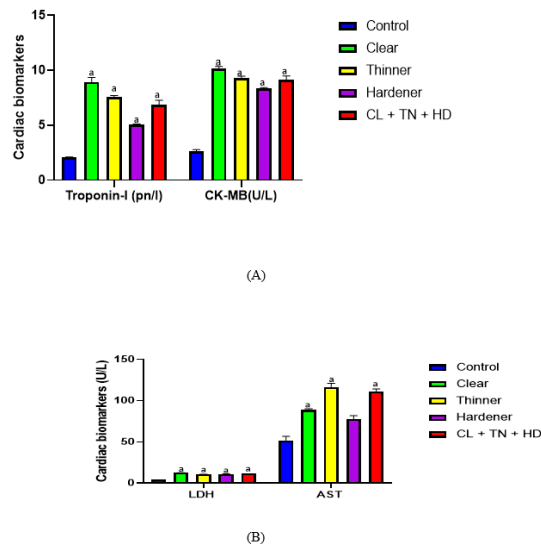 Cardiac biomarkers
15
10
5
0
a
a
a
a
a
a
a
a
Troponin-I (pn/l)
CK-MB(U/L)
Control
Clear
Thinner
Hardener
CL + TN + HD
(A)
Cardiac biomarkers (U/L)
150
100
50
0
a
a
a
a
a
a
a
LDH
AST
Control
Clear
Thinner
Hardener
CL + TN + HD
(B)